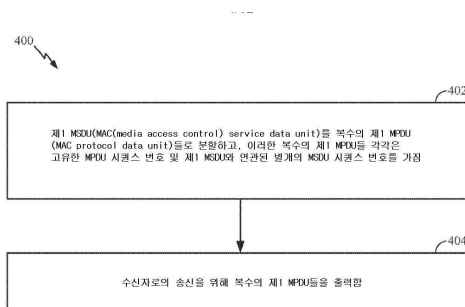 400
402
제1 MSDU(MAC(media access control) service data unit)를 복수의 제1 MPDU
(MAC protocol data unit)들로 분할하고, 이러한 복수의 제1 MPDU들 각각은
고유한 MPDU 시퀀스 번호 및 제1 MSDU와 연관된 별개의 MSDU 시퀀스 번호를 가짐
404
수신자로의 송신을 위해 복수의 제1 MPDU들을 출력함